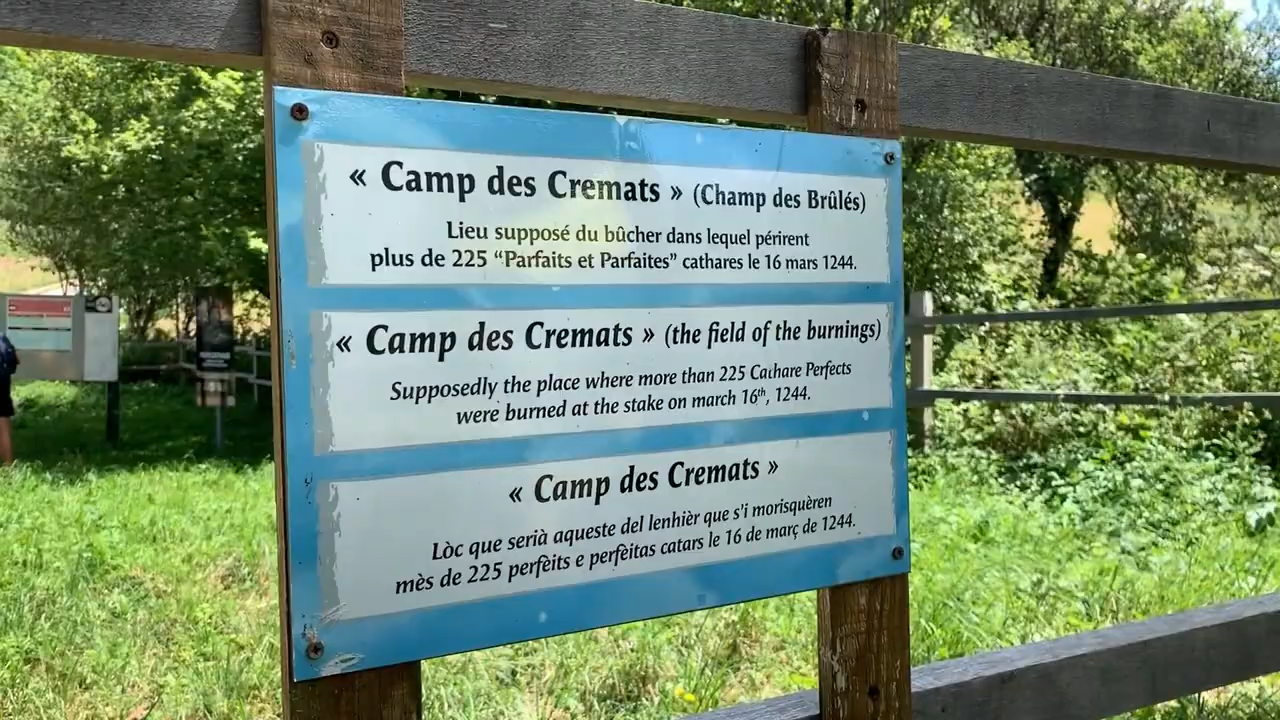 « Camp des Cremats » (Champ des Brûlés)
Lieu supposé du bûcher dans lequel périrent
plus de 225 “Parfaits et Parfaites” cathares le 16 mars 1244.
« Camp des Cremats » (the field of the burnings)
Supposedly the place where more than 225 Cathare Perfects
were burned at the stake on march 16th, 1244.
« Camp des Cremats »
Lòc que serià aqueste del lenhièr que s'i morisquèren
mès de 225 perfèits e perfèitas catars le 16 de març de 1244.